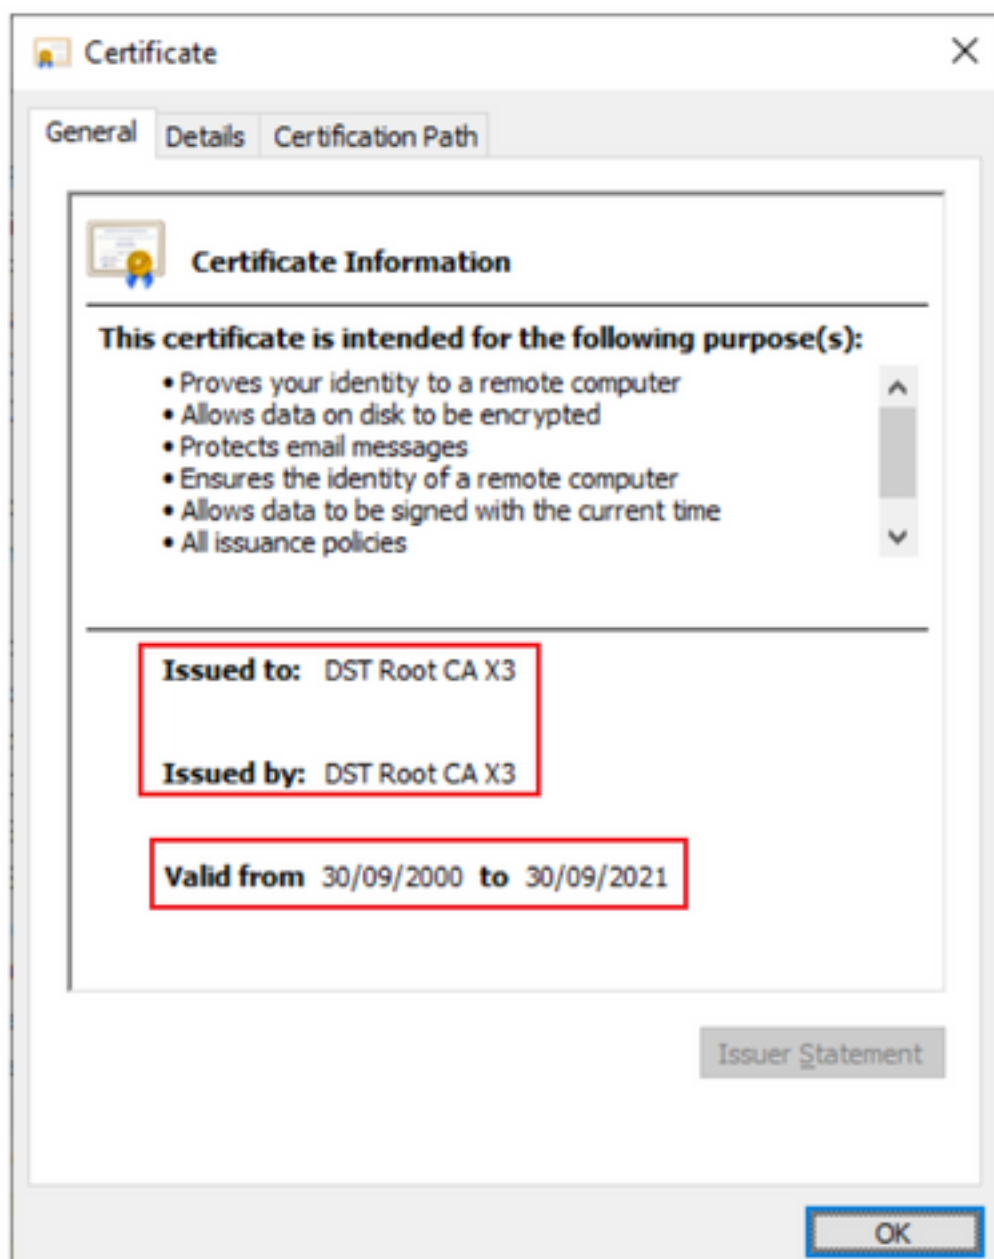 Certificate
General Details Certification Path
Certificate Information
This certificate is intended for the following purpose(s):
• Proves your identity to a remote computer
• Allows data on disk to be encrypted
• Protects email messages
• Ensures the identity of a remote computer
• Allows data to be signed with the current time
• All issuance policies
Issued to: DST Root CA X3
Issued by: DST Root CA X3
Valid from 30/09/2000 to 30/09/2021
Issuer Statement
OK